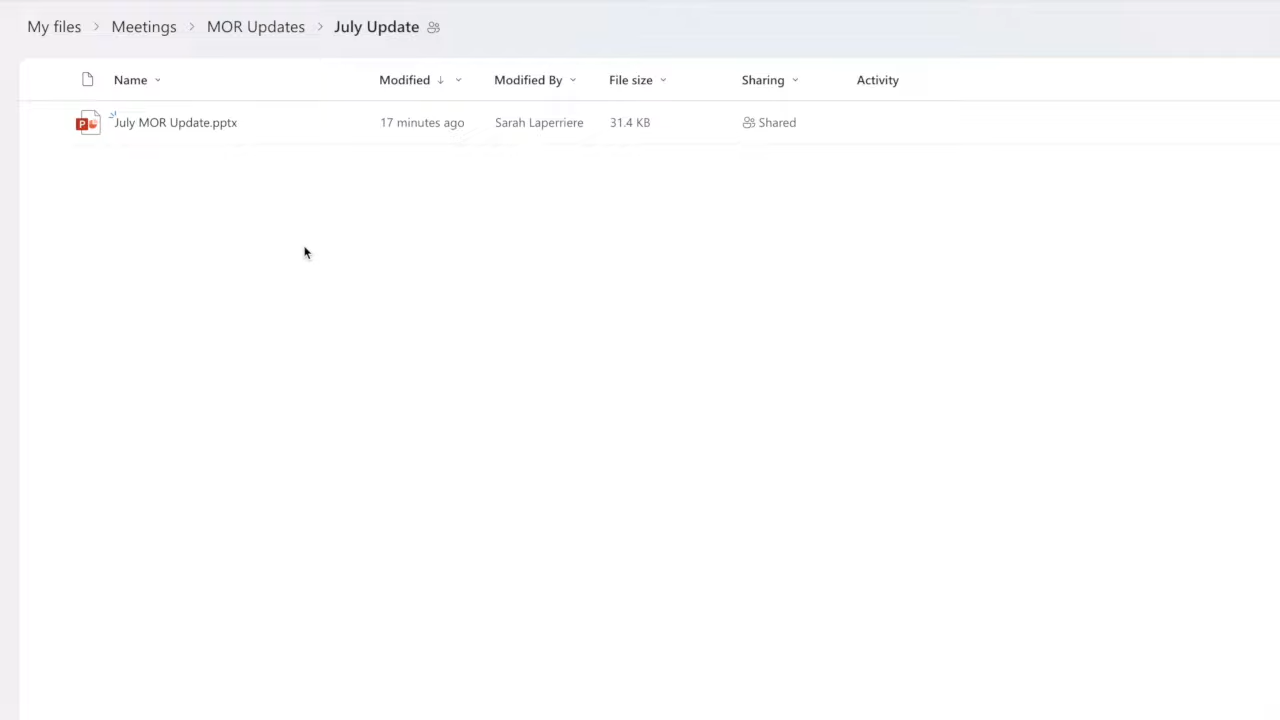 My files > Meetings > MOR Updates > July Update
Name Modified Modified By File size Sharing Activity
P July MOR Update.pptx 17 minutes ago Sarah Laperriere 31.4 KB Shared